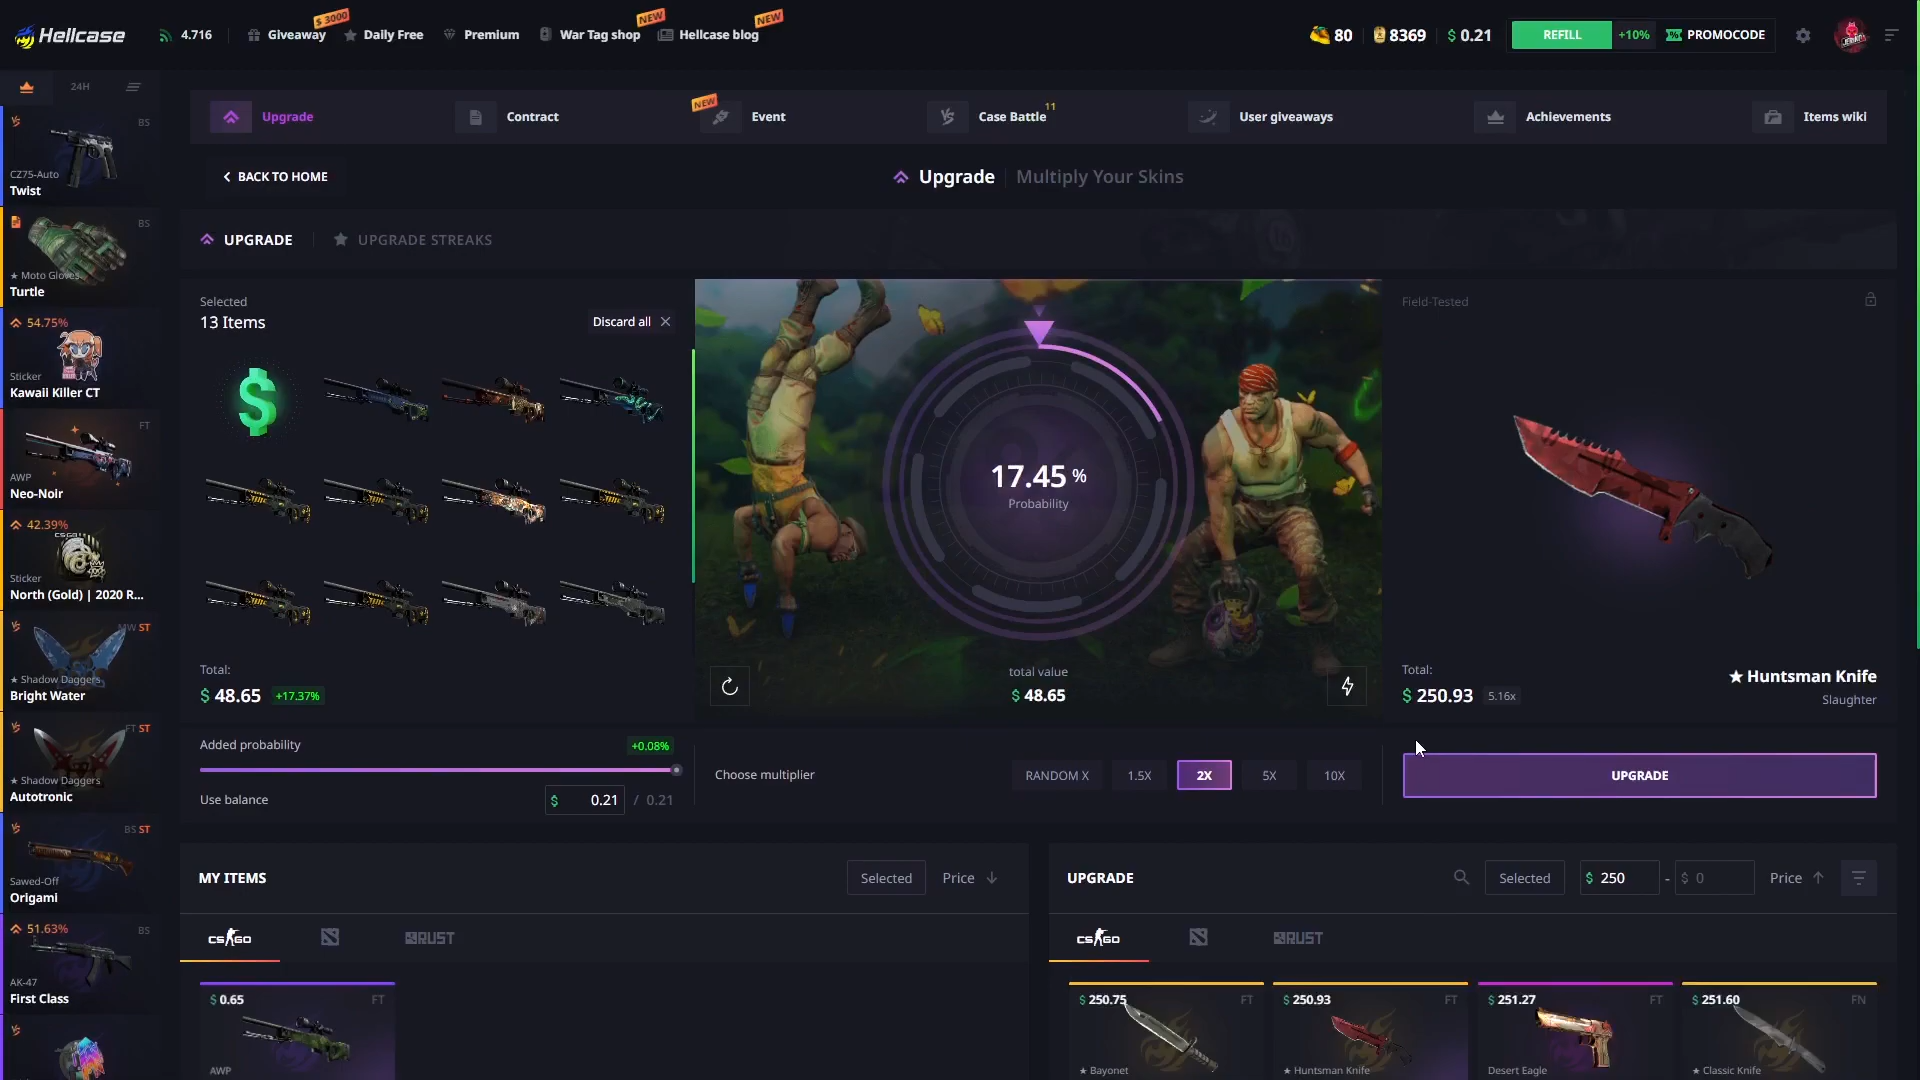 Hellcase
4.716
$ 3000
Giveaway
Daily Free
Premium
NEW
War Tag shop
NEW
Hellcase blog
80
8369
$ 0.21
REFILL
+10%
PROMOCODE
24H
Upgrade
Contract
NEW
Event
Case Battle 11
User giveaways
Achievements
Items wiki
BACK TO HOME
Upgrade
Multiply Your Skins
UPGRADE
UPGRADE STREAKS
BS
CZ75-Auto
Twist
BS
★ Moto Gloves
Turtle
54.75%
Sticker
Kawaii Killer CT
FT
AWP
Neo-Noir
42.39%
CS:GO
Sticker
North (Gold) | 2020 R...
MW ST
★ Shadow Daggers
Bright Water
FT ST
★ Shadow Daggers
Autotronic
BS ST
Sawed-Off
Origami
51.63%
BS
AK-47
First Class
Selected
13 Items
Discard all
Total:
$ 48.65
+17.37%
17.45 %
Probability
total value
$ 48.65
Field-Tested
Total:
$ 250.93
5.16x
★ Huntsman Knife
Slaughter
Added probability
+0.08%
Use balance
$ 0.21 / 0.21
Choose multiplier
RANDOM X
1.5X
2X
5X
10X
UPGRADE
MY ITEMS
Selected
Price
CS:GO
RUST
$ 0.65
FT
AWP
UPGRADE
Selected
$ 250 - $ 0
Price
CS:GO
RUST
$ 250.75
FT
★ Bayonet
$ 250.93
FT
★ Huntsman Knife
$ 251.27
FT
Desert Eagle
$ 251.60
FN
★ Classic Knife